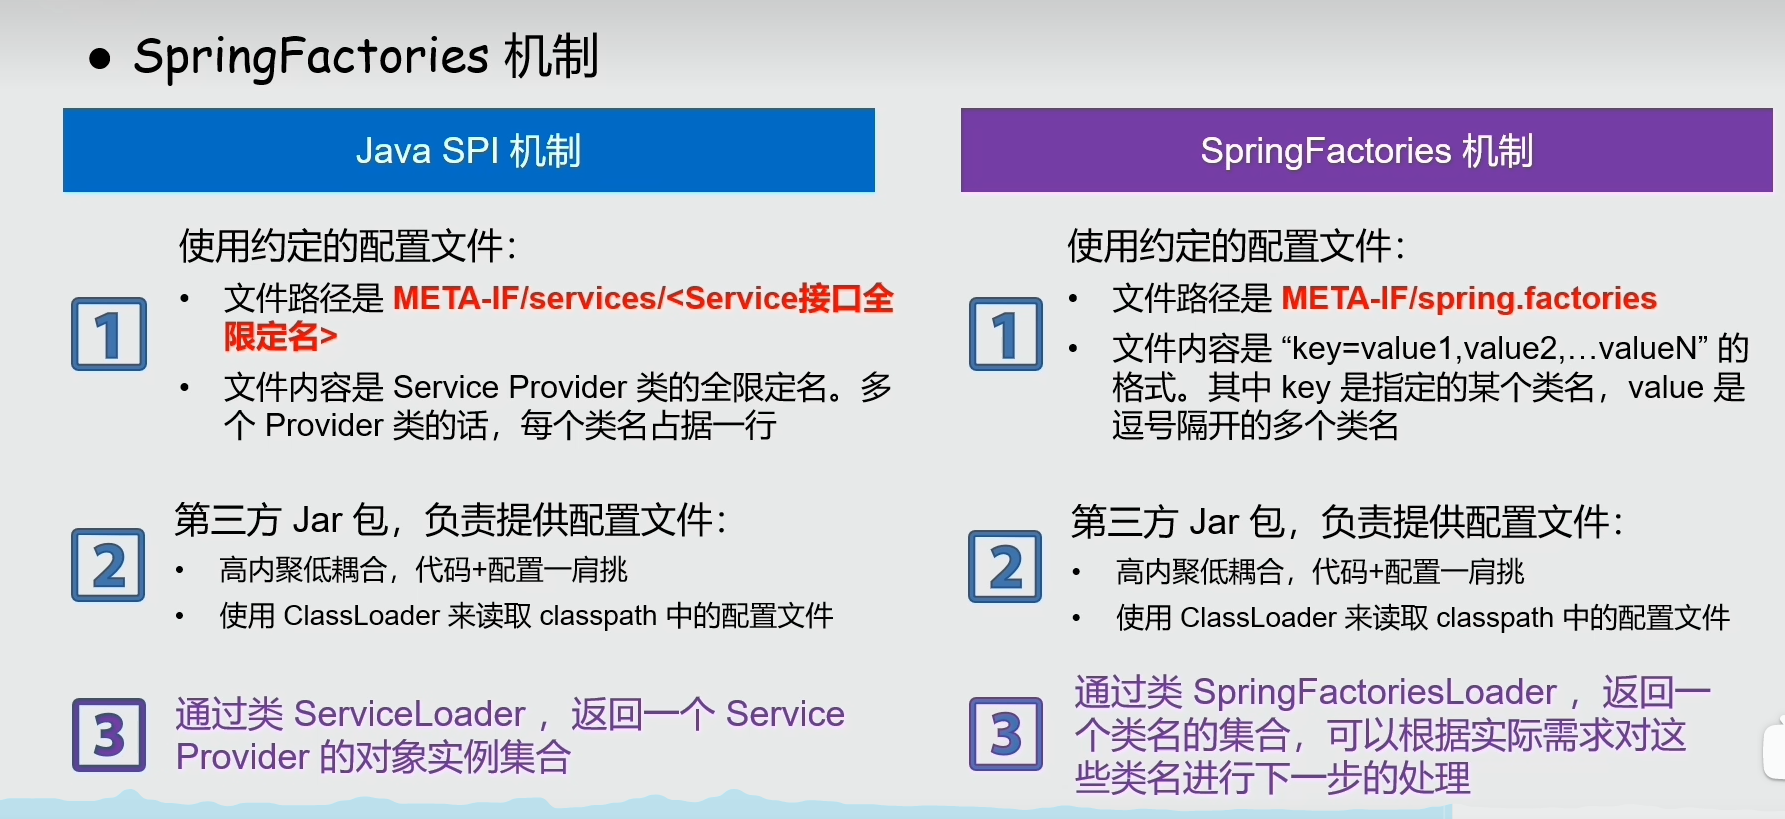 ● SpringFactories 机制
Java SPI 机制
使用约定的配置文件：
1
• 文件路径是 META-IF/services/<Service接口全
限定名>
• 文件内容是 Service Provider 类的全限定名。多
个 Provider 类的话，每个类名占据一行
2
第三方 Jar 包，负责提供配置文件：
• 高内聚低耦合，代码+配置一肩挑
• 使用 ClassLoader 来读取 classpath 中的配置文件
3
通过类 ServiceLoader ，返回一个 Service
Provider 的对象实例集合
SpringFactories 机制
使用约定的配置文件：
1
• 文件路径是 META-IF/spring.factories
• 文件内容是 “key=value1,value2,…valueN” 的
格式。其中 key 是指定的某个类名，value 是
逗号隔开的多个类名
2
第三方 Jar 包，负责提供配置文件：
• 高内聚低耦合，代码+配置一肩挑
• 使用 ClassLoader 来读取 classpath 中的配置文件
3
通过类 SpringFactoriesLoader ，返回一
个类名的集合，可以根据实际需求对这
些类名进行下一步的处理